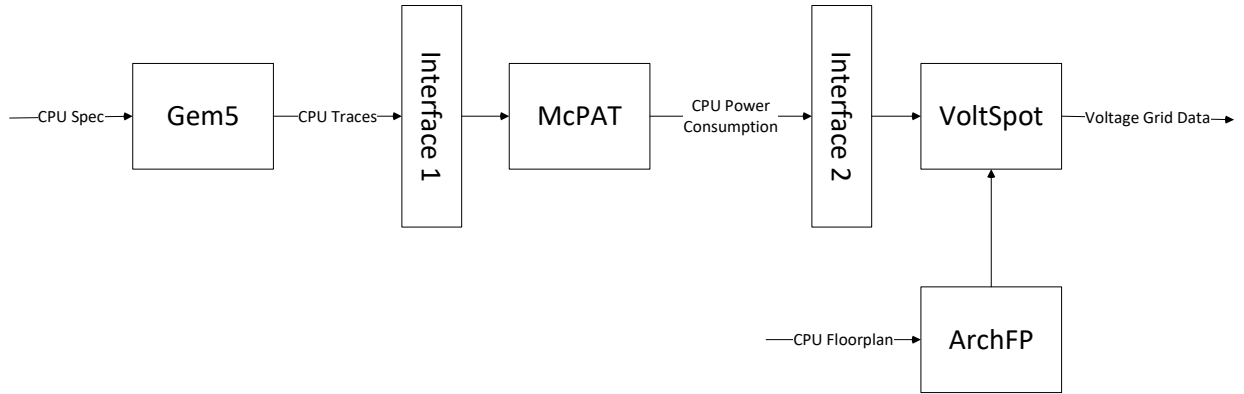 CPU Spec
Gem5
CPU Traces
Interface 1
McPAT
CPU Power
Consumption
Interface 2
VoltSpot
Voltage Grid Data
CPU Floorplan
ArchFP